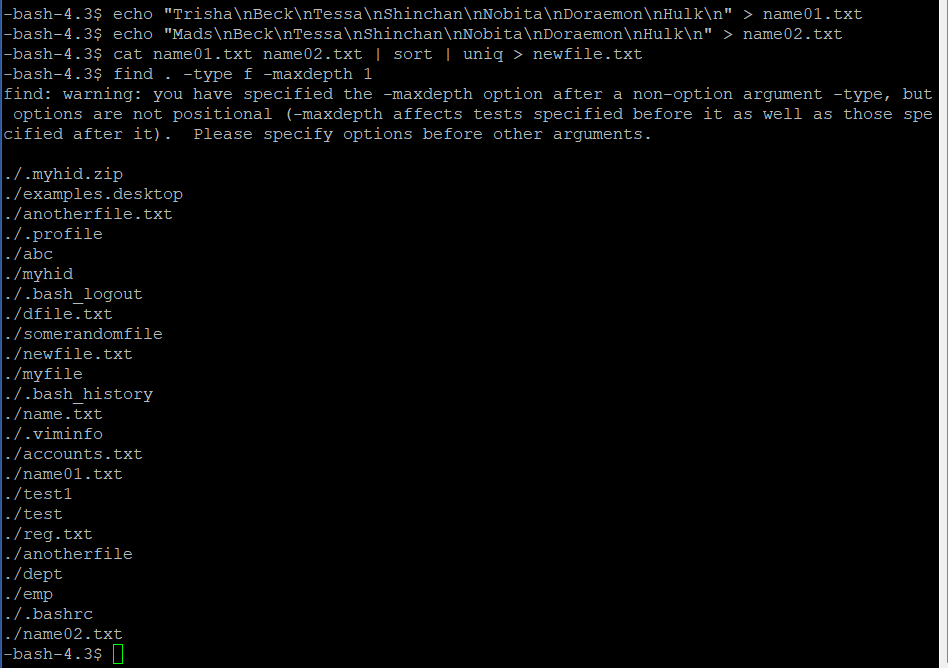 -bash-4.3$ echo "Trisha\nBeck\nTessa\nShinchan\nNobita\nDoraemon\nHulk\n" > name01.txt
-bash-4.3$ echo "Mads\nBeck\nTessa\nShinchan\nNobita\nDoraemon\nHulk\n" > name02.txt
-bash-4.3$ cat name01.txt name02.txt | sort | uniq > newfile.txt
-bash-4.3$ find . -type f -maxdepth 1
find: warning: you have specified the -maxdepth option after a non-option argument -type, but
 options are not positional (-maxdepth affects tests specified before it as well as those spe
cified after it).  Please specify options before other arguments.

./.myhid.zip
./examples.desktop
./anotherfile.txt
./.profile
./abc
./myhid
./.bash_logout
./dfile.txt
./somerandomfile
./newfile.txt
./myfile
./.bash_history
./name.txt
./.viminfo
./accounts.txt
./name01.txt
./test1
./test
./reg.txt
./anotherfile
./dept
./emp
./.bashrc
./name02.txt
-bash-4.3$